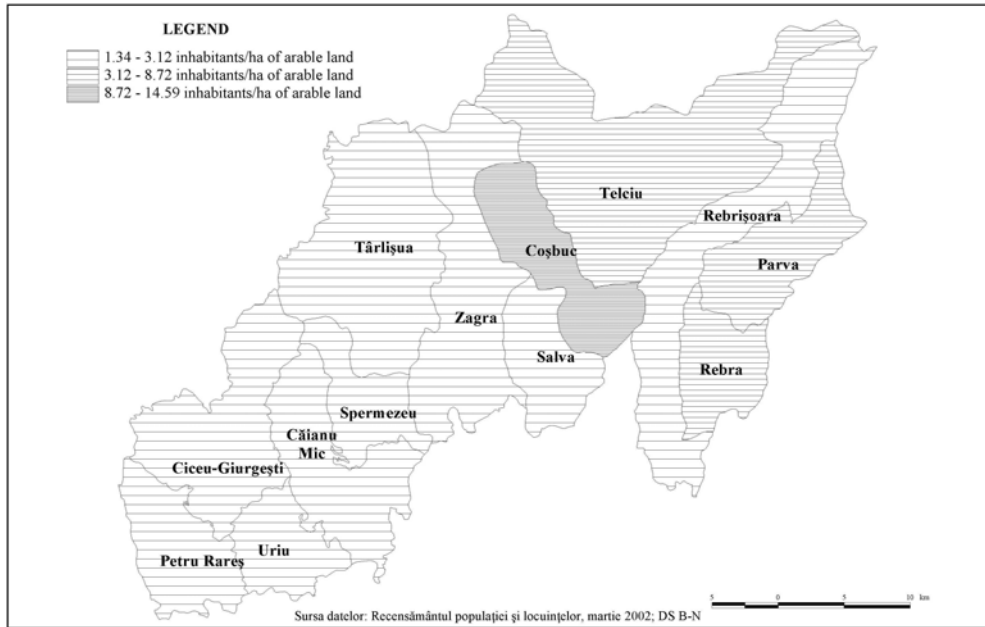 LEGEND
1.34 - 3.12 inhabitants/ha of arable land
3.12 - 8.72 inhabitants/ha of arable land
8.72 - 14.59 inhabitants/ha of arable land
Telciu
Rebrişoara
Târlişua
Coşbuc
Parva
Zagra
Salva
Rebra
Spermezeu
Căianu
Mic
Ciceu-Giurgeşti
Uriu
Petru Rareş
5 0 5 10 km
Sursa datelor: Recensământul populaţiei şi locuinţelor, martie 2002; DS B-N